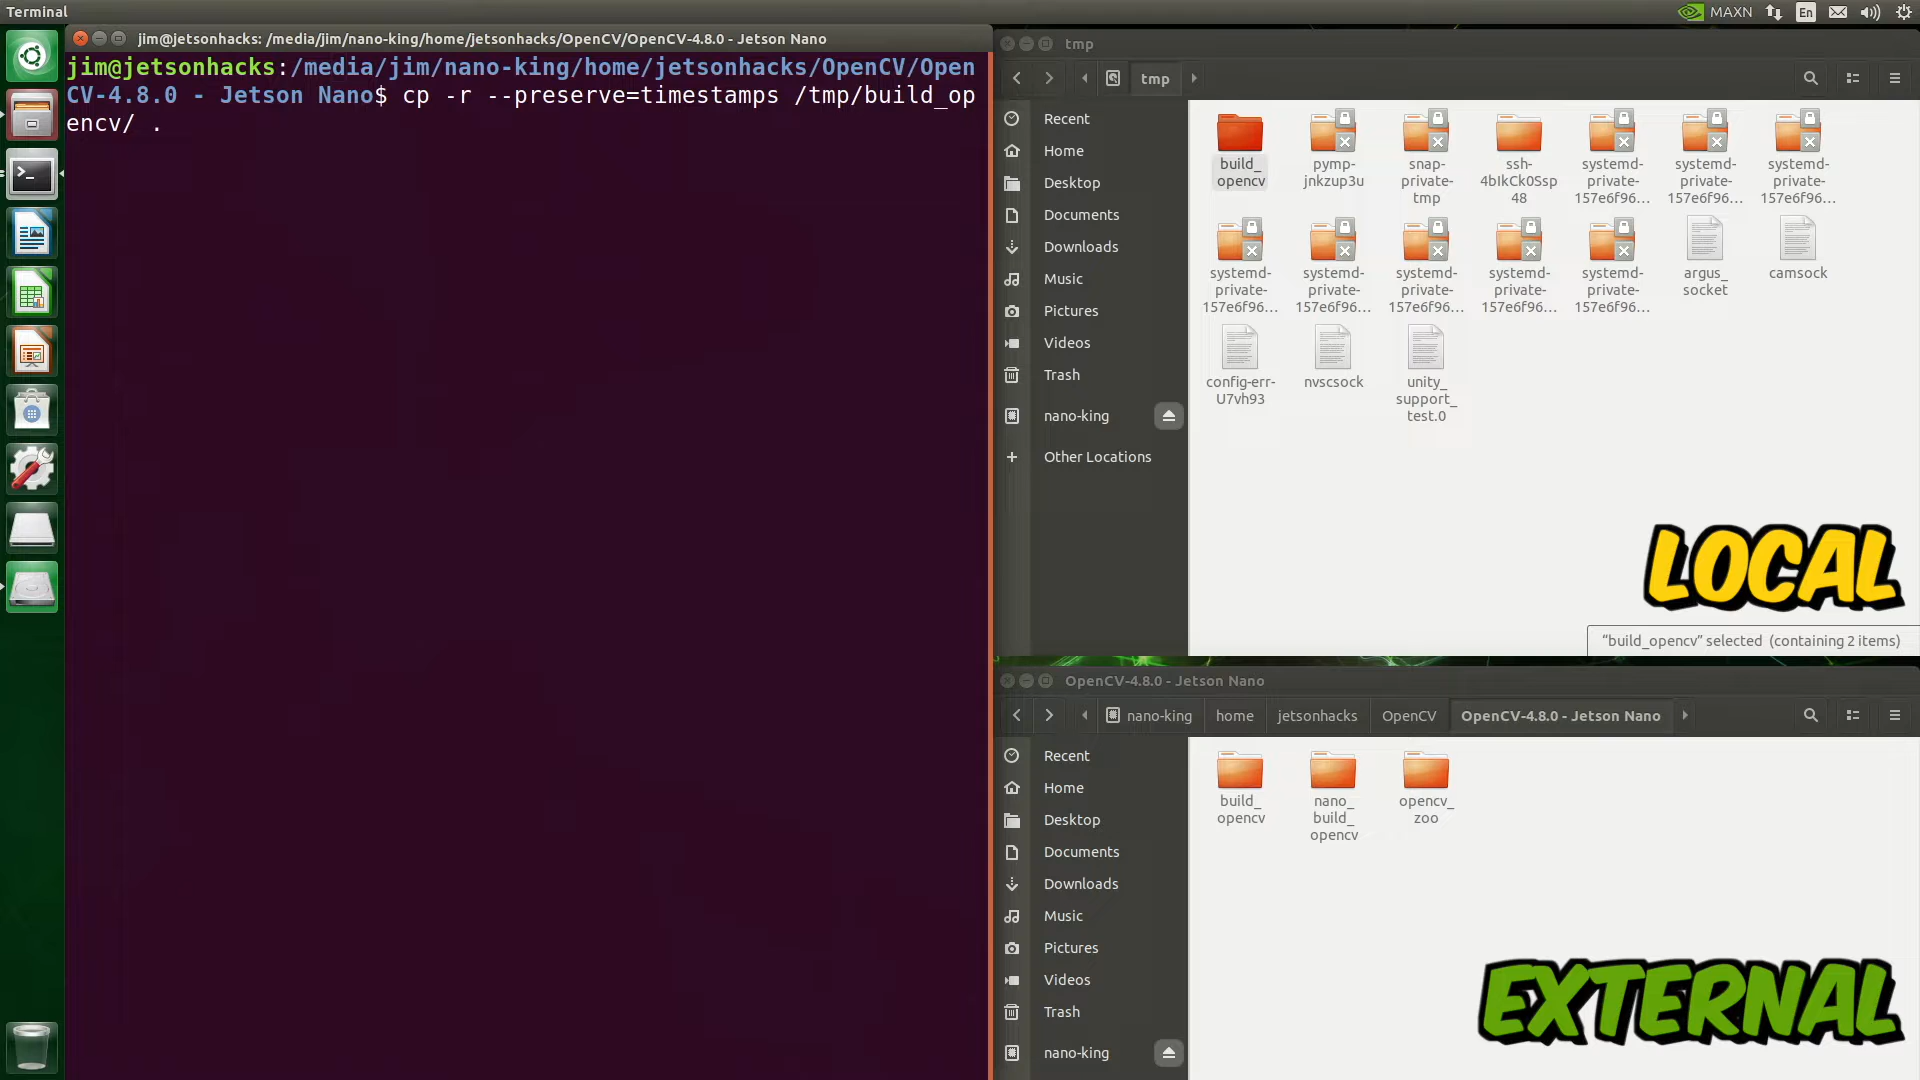 Terminal
MAXN
En
jim@jetsonhacks: /media/jim/nano-king/home/jetsonhacks/OpenCV/OpenCV-4.8.0 - Jetson Nano
jim@jetsonhacks:/media/jim/nano-king/home/jetsonhacks/OpenCV/Open
CV-4.8.0 - Jetson Nano$ cp -r --preserve=timestamps /tmp/build_op
encv/ .
tmp
tmp
Recent
Home
Desktop
Documents
Downloads
Music
Pictures
Videos
Trash
nano-king
Other Locations
build_
opencv
pymp-
jnkzup3u
snap-
private-
tmp
ssh-
4bIkCk0Ssp
48
systemd-
private-
157e6f96...
systemd-
private-
157e6f96...
systemd-
private-
157e6f96...
systemd-
private-
157e6f96...
systemd-
private-
157e6f96...
systemd-
private-
157e6f96...
systemd-
private-
157e6f96...
systemd-
private-
157e6f96...
argus_
socket
camsock
config-err-
U7vh93
nvscsock
unity_
support_
test.0
LOCAL
“build_opencv” selected (containing 2 items)
OpenCV-4.8.0 - Jetson Nano
nano-king
home
jetsonhacks
OpenCV
OpenCV-4.8.0 - Jetson Nano
Recent
Home
Desktop
Documents
Downloads
Music
Pictures
Videos
Trash
nano-king
build_
opencv
nano_
build_
opencv
opencv_
zoo
EXTERNAL